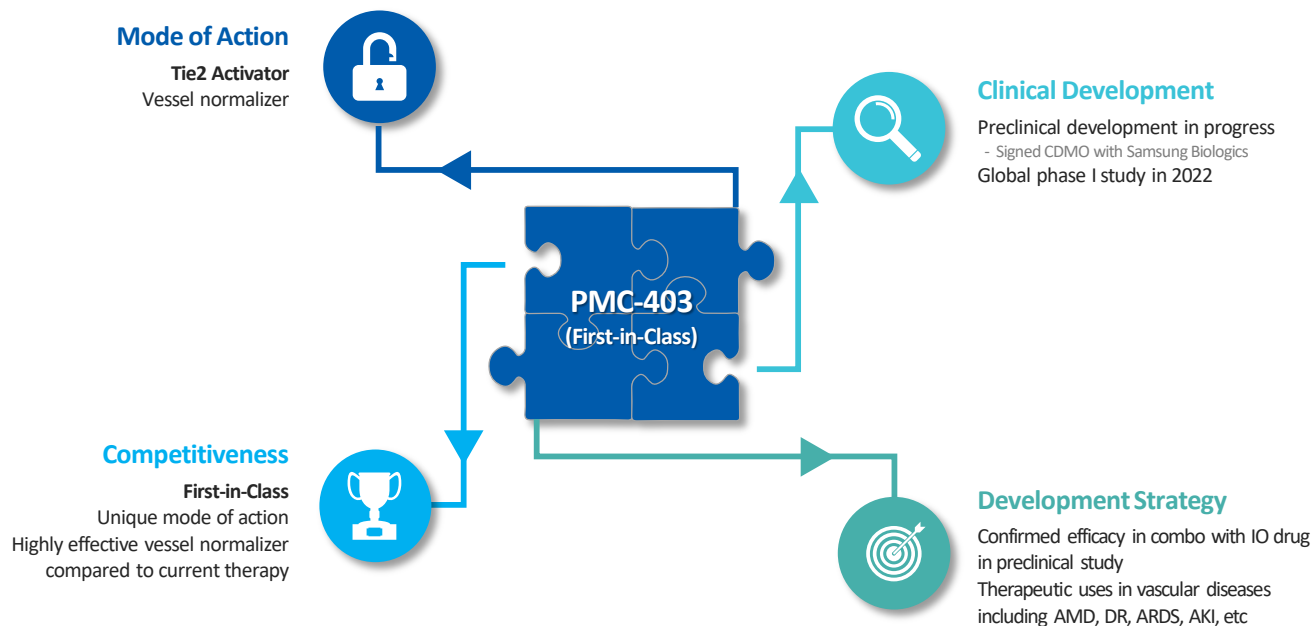 Mode of Action
Tie2 Activator
Vessel normalizer
Clinical Development
Preclinical development in progress
- Signed CDMO with Samsung Biologics
Global phase I study in 2022
PMC-403
(First-in-Class)
Competitiveness
First-in-Class
Unique mode of action
Highly effective vessel normalizer
compared to current therapy
Development Strategy
Confirmed efficacy in combo with IO drug
in preclinical study
Therapeutic uses in vascular diseases
including AMD, DR, ARDS, AKI, etc